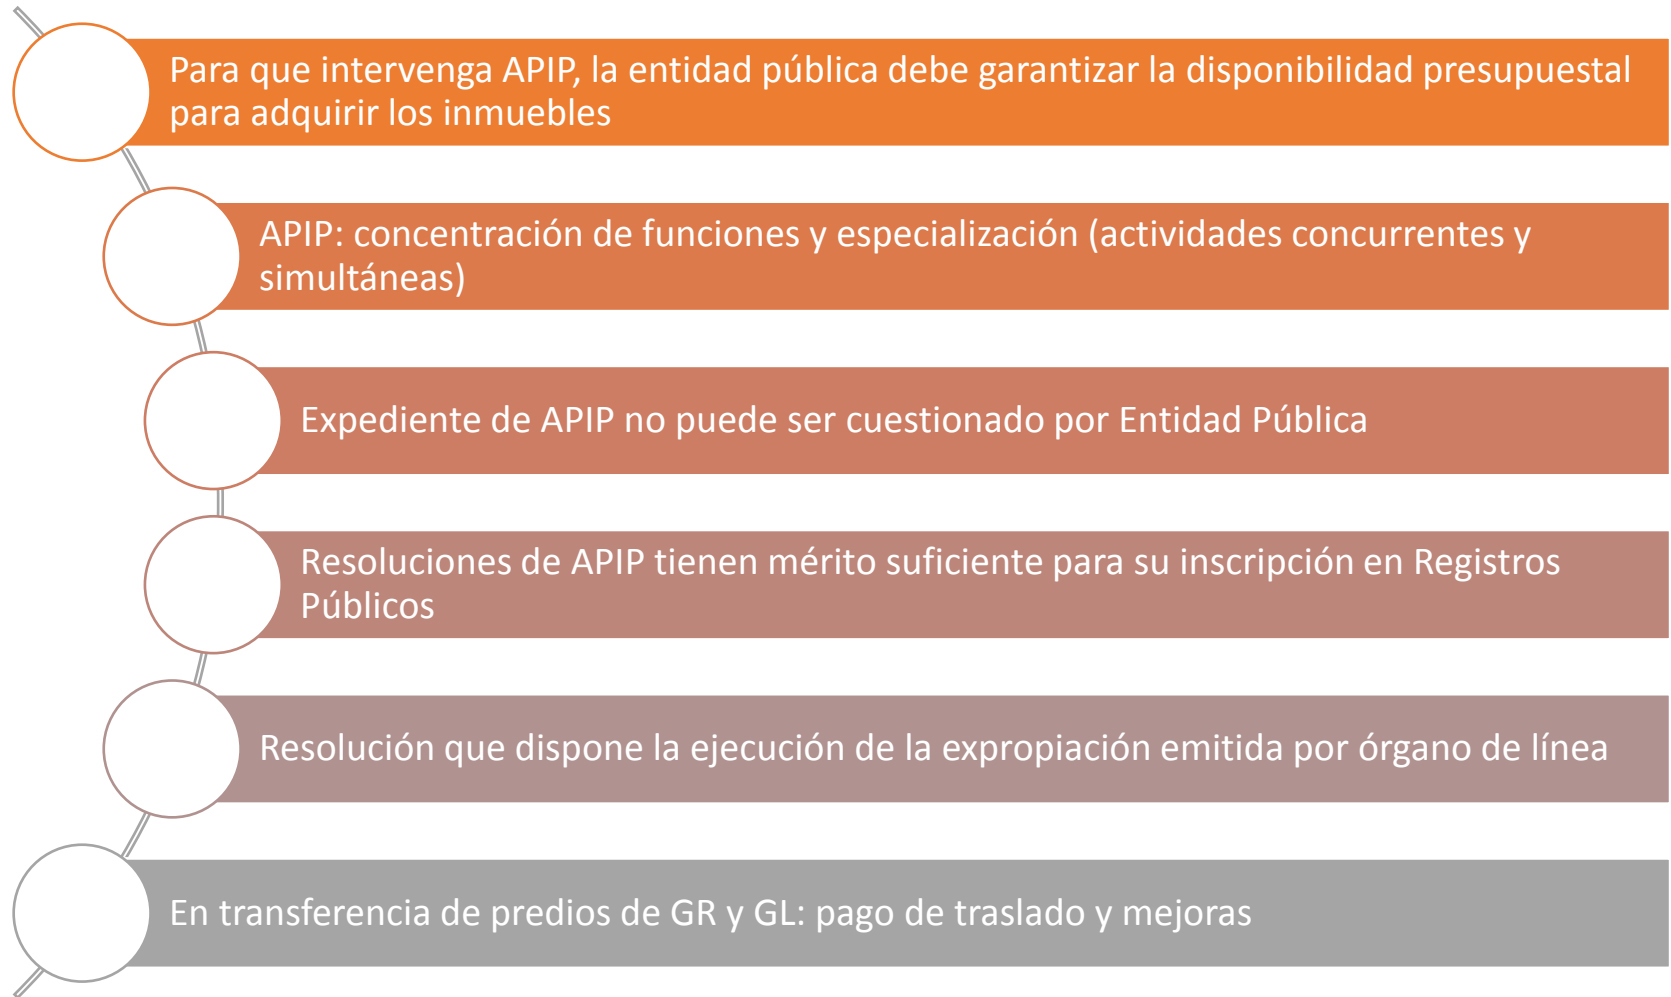 Para que intervenga APIP, la entidad pública debe garantizar la disponibilidad presupuestal
para adquirir los inmuebles
APIP: concentración de funciones y especialización (actividades concurrentes y
simultáneas)
Expediente de APIP no puede ser cuestionado por Entidad Pública
Resoluciones de APIP tienen mérito suficiente para su inscripción en Registros
Públicos
Resolución que dispone la ejecución de la expropiación emitida por órgano de línea
En transferencia de predios de GR y GL: pago de traslado y mejoras